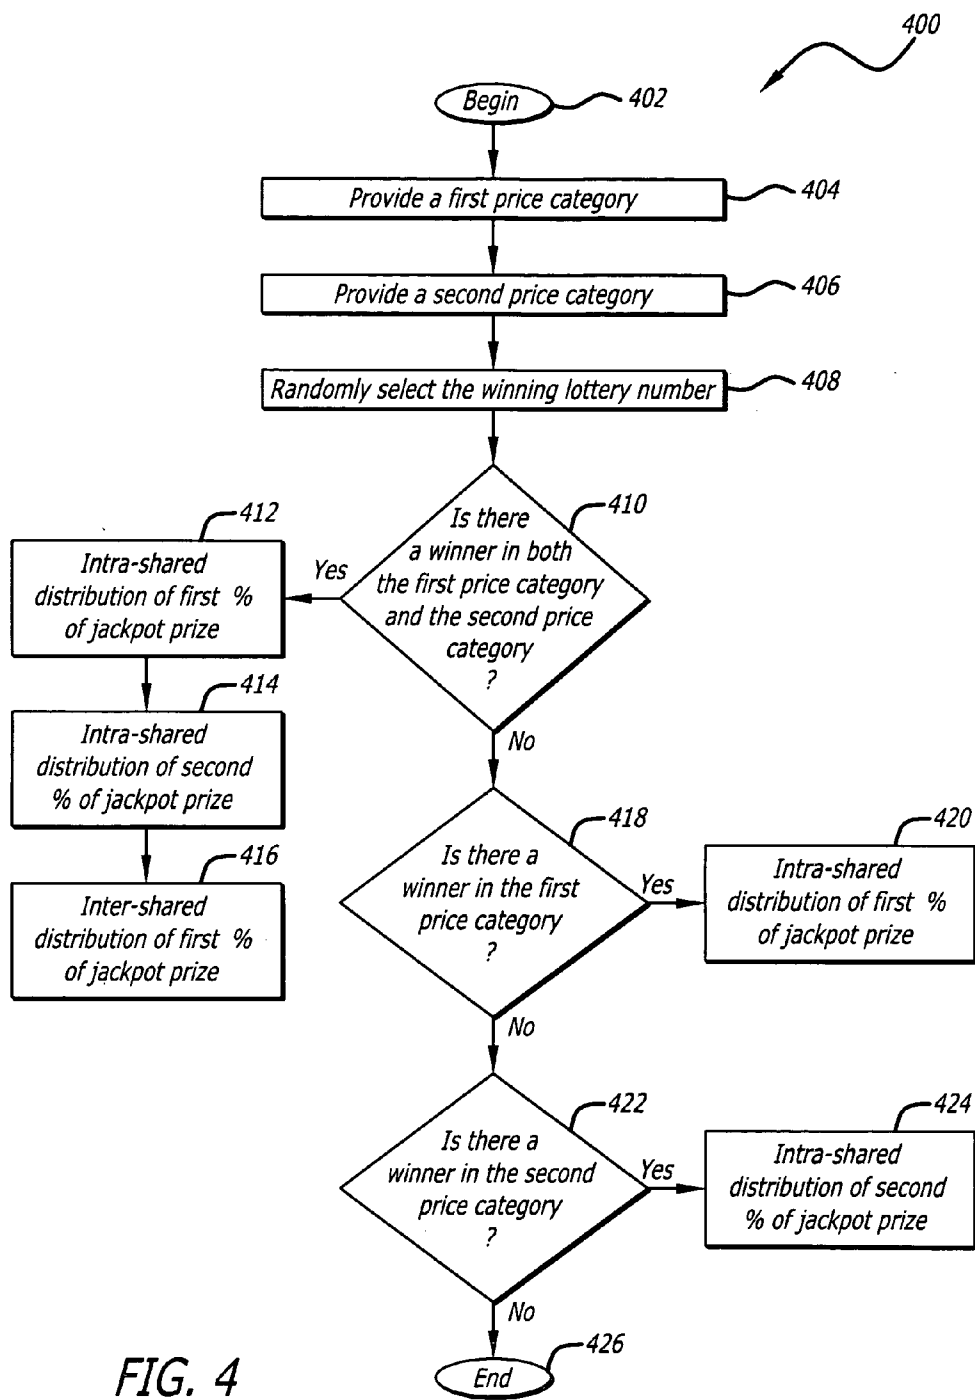 400
Begin
402
Provide a first price category
404
Provide a second price category
406
Randomly select the winning lottery number
408
Is there
a winner in both
the first price category
and the second price
category
?
410
Yes
412
Intra-shared
distribution of first %
of jackpot prize
414
Intra-shared
distribution of second
% of jackpot prize
416
Inter-shared
distribution of first %
of jackpot prize
No
Is there a
winner in the first
price category
?
418
Yes
420
Intra-shared
distribution of first %
of jackpot prize
No
Is there a
winner in the second
price category
?
422
Yes
424
Intra-shared
distribution of second
% of jackpot prize
No
End
426
FIG. 4